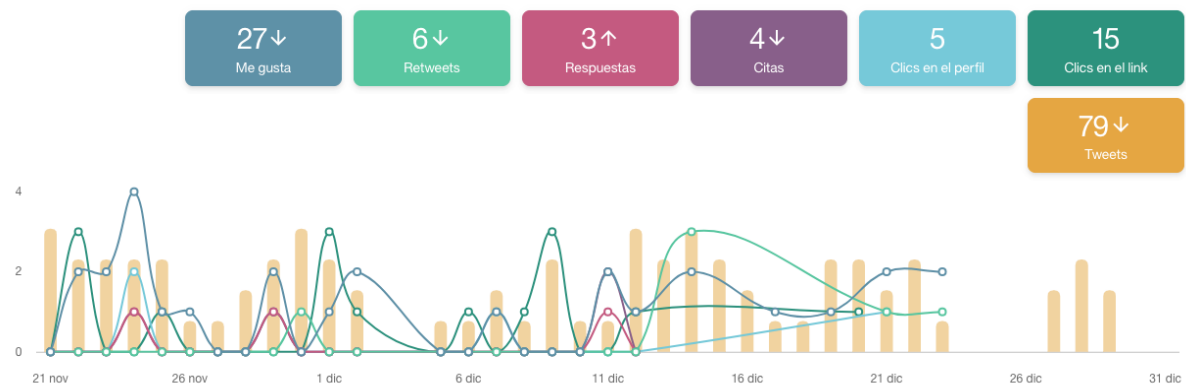 27↓ 6↓ 3↑ 4↓ 5 15
Me gusta Retweets Respuestas Citas Clics en el perfil Clics en el link
79↓
Tweets
4
2
0
21 nov 26 nov 1 dic 6 dic 11 dic 16 dic 21 dic 26 dic 31 dic